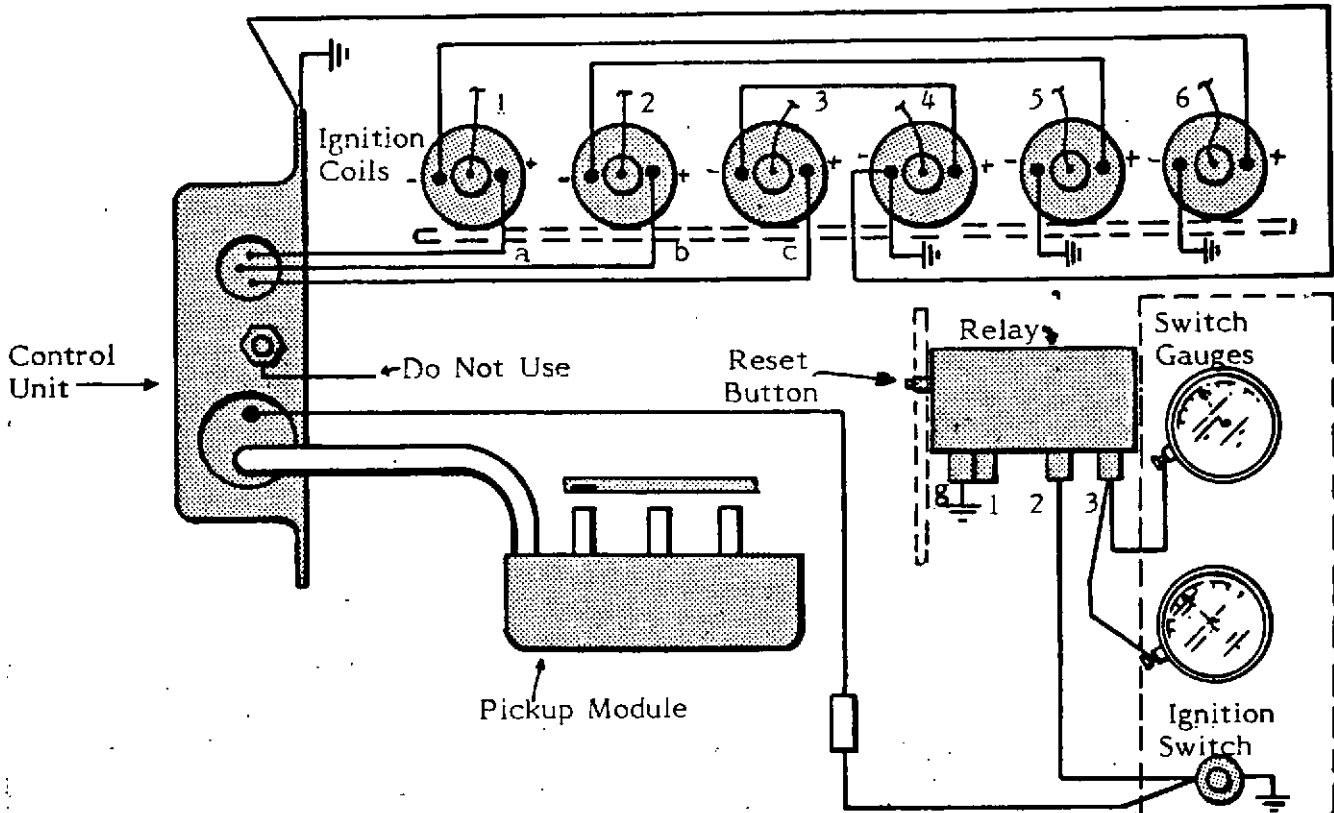 Ignition
Coils
1
2
3
4
5
6
- +
- +
- +
- +
- +
- +
a
b
c
Control
Unit
Do Not Use
Reset
Button
Relay
Switch
Gauges
g
1
2
3
Pickup Module
Ignition
Switch